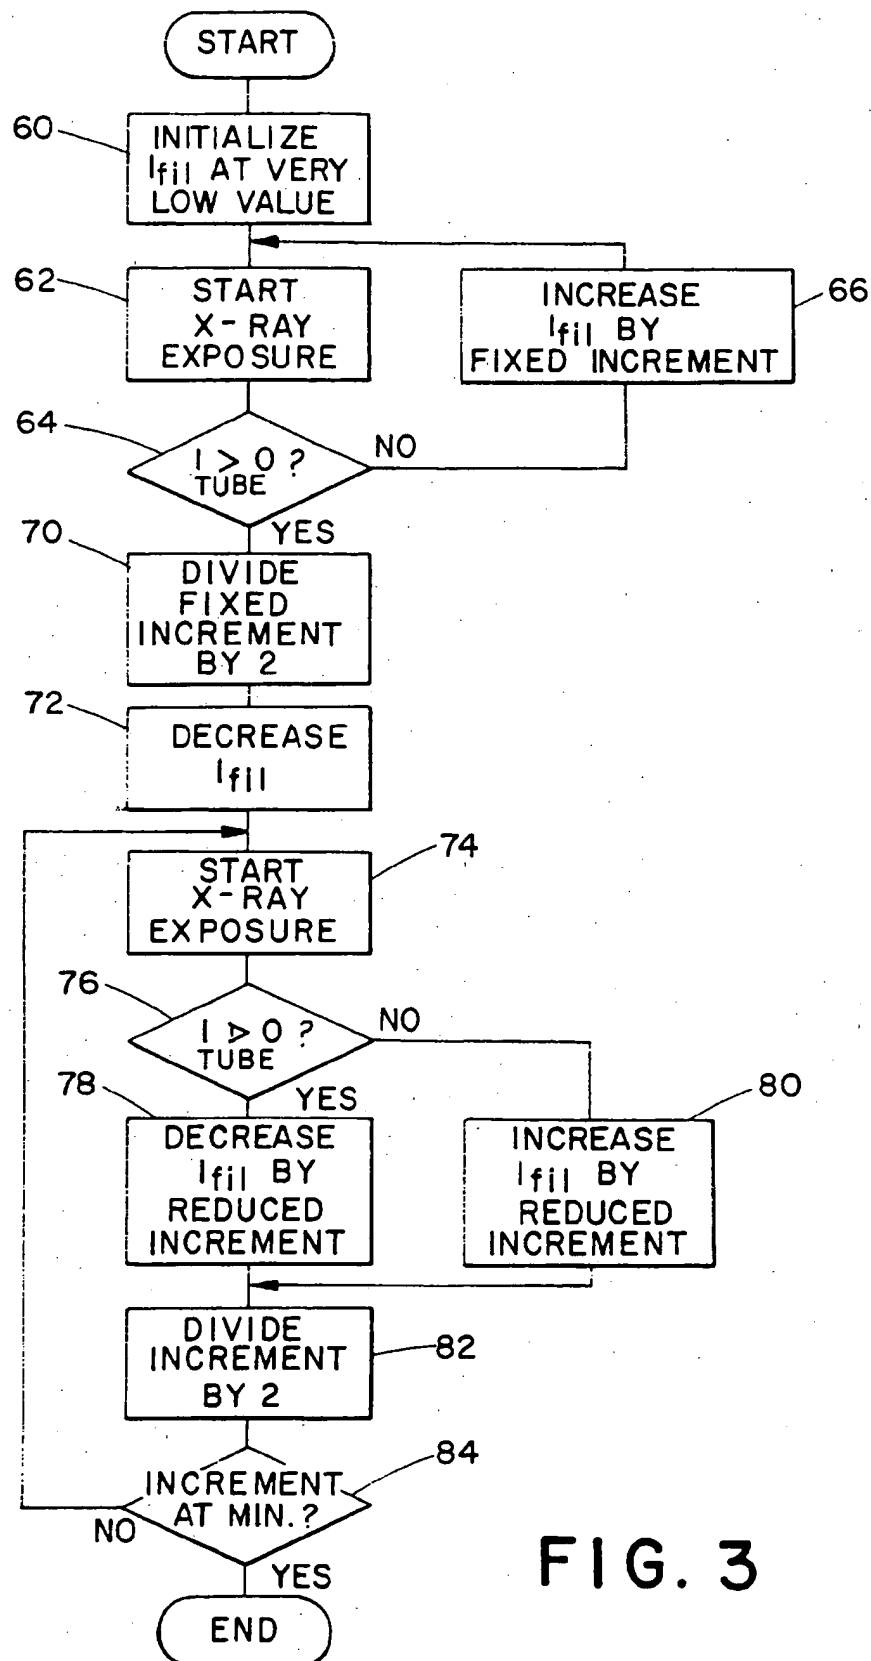 START
60
INITIALIZE
Ifil AT VERY
LOW VALUE
62
START
X-RAY
EXPOSURE
INCREASE
Ifil BY
FIXED INCREMENT
66
64
I > 0 ?
TUBE
NO
YES
70
DIVIDE
FIXED
INCREMENT
BY 2
72
DECREASE
Ifil
START
X-RAY
EXPOSURE
74
76
I > 0 ?
TUBE
NO
YES
78
DECREASE
Ifil BY
REDUCED
INCREMENT
80
INCREASE
Ifil BY
REDUCED
INCREMENT
DIVIDE
INCREMENT
BY 2
82
INCREMENT
AT MIN.?
84
NO
YES
END
FIG. 3